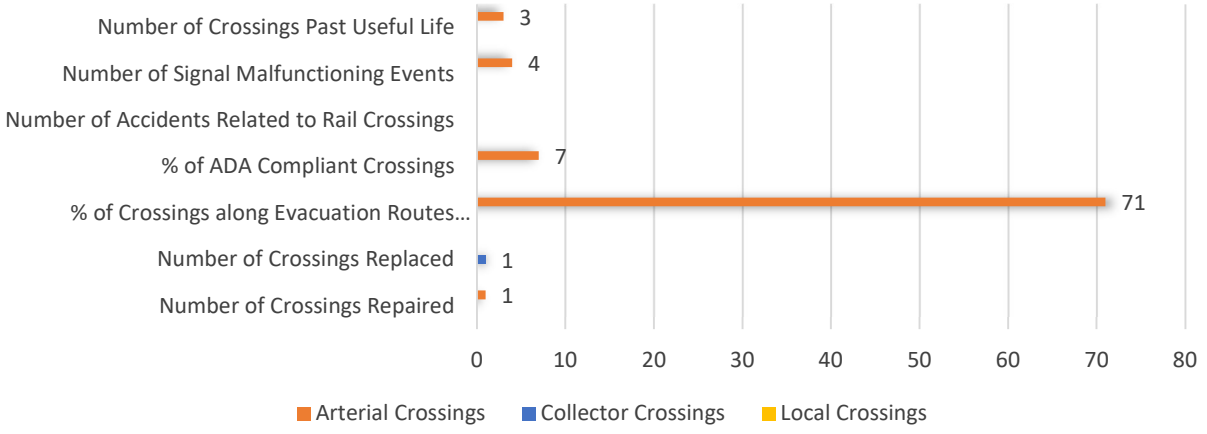 Number of Crossings Past Useful Life 3
Number of Signal Malfunctioning Events 4
Number of Accidents Related to Rail Crossings
% of ADA Compliant Crossings 7
% of Crossings along Evacuation Routes... 71
Number of Crossings Replaced 1
Number of Crossings Repaired 1
0 10 20 30 40 50 60 70 80
Arterial Crossings Collector Crossings Local Crossings